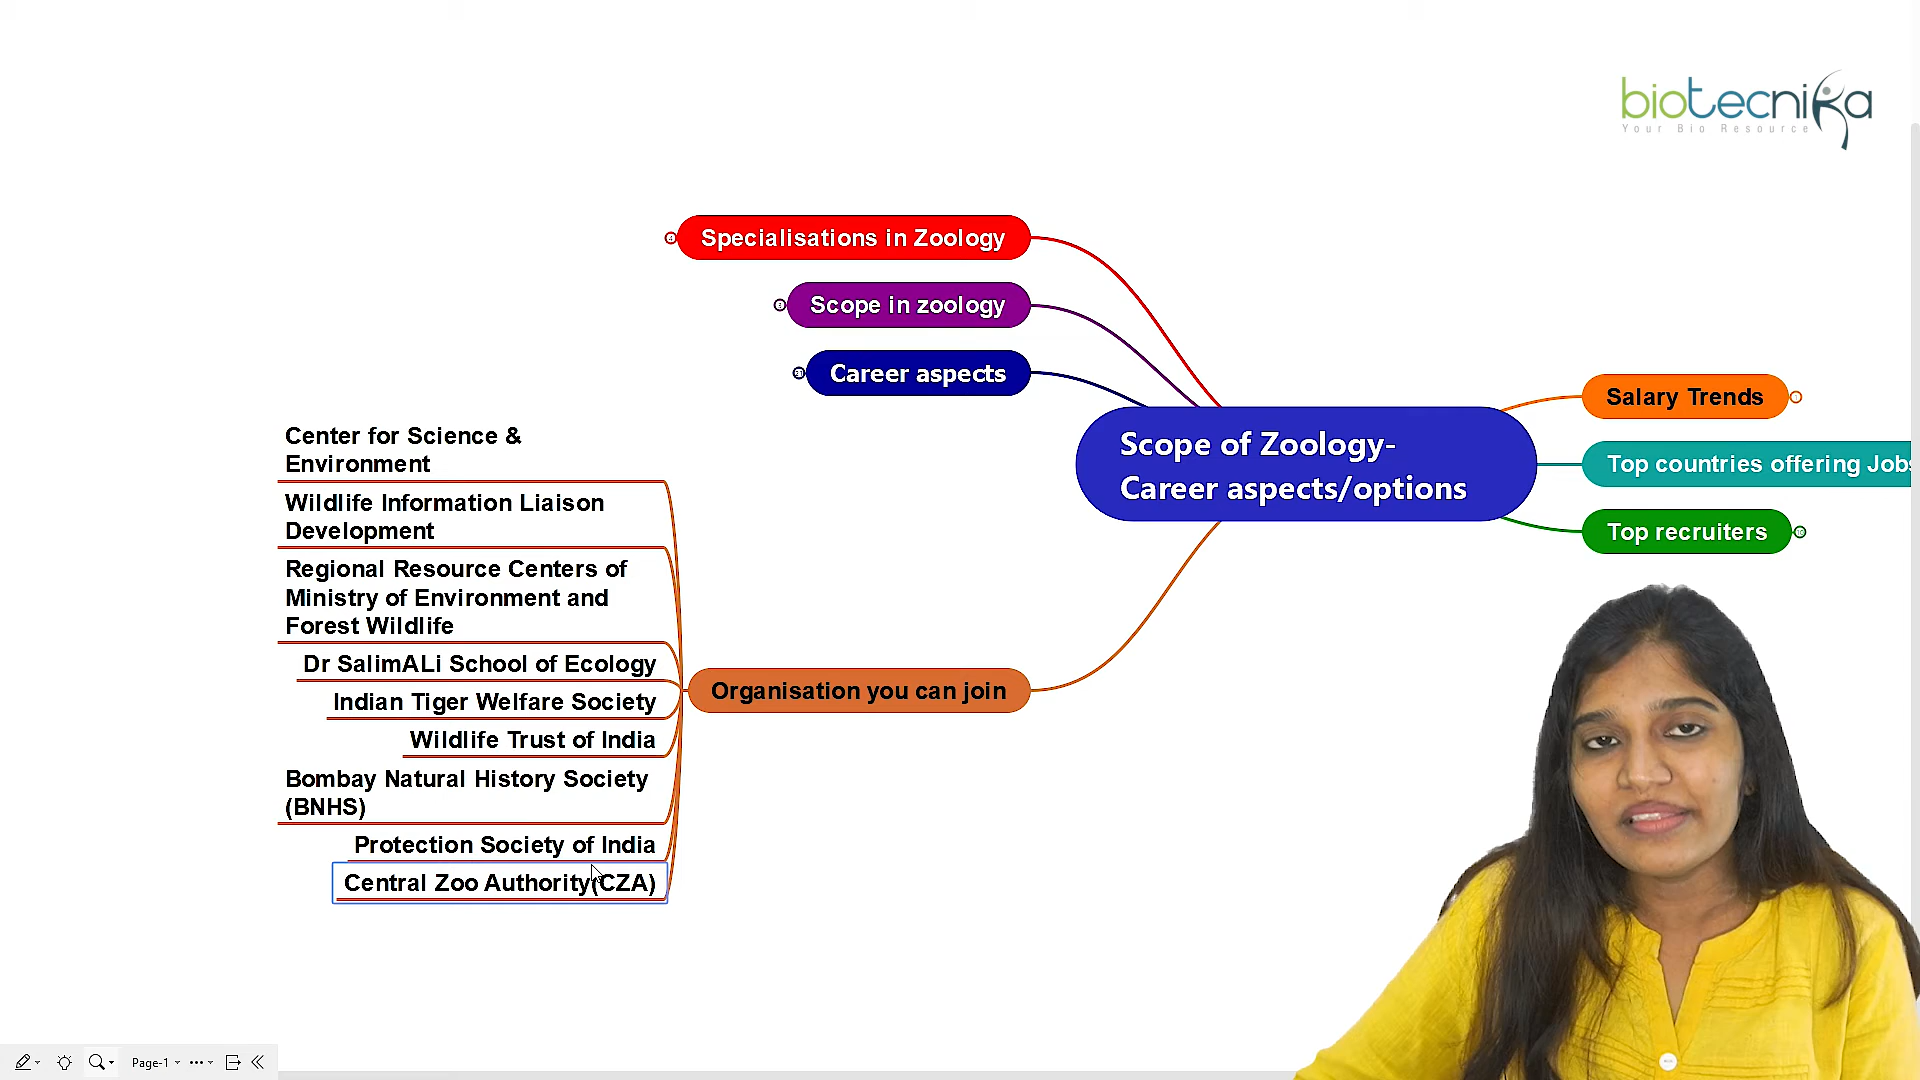 biotecnika
Your Bio Resource
Specialisations in Zoology
Scope in zoology
Career aspects
Scope of Zoology-
Career aspects/options
Salary Trends
Top countries offering Jobs
Top recruiters
Center for Science &
Environment
Wildlife Information Liaison
Development
Regional Resource Centers of
Ministry of Environment and
Forest Wildlife
Dr SalimALi School of Ecology
Indian Tiger Welfare Society
Wildlife Trust of India
Bombay Natural History Society
(BNHS)
Protection Society of India
Central Zoo Authority(CZA)
Organisation you can join
Page-1